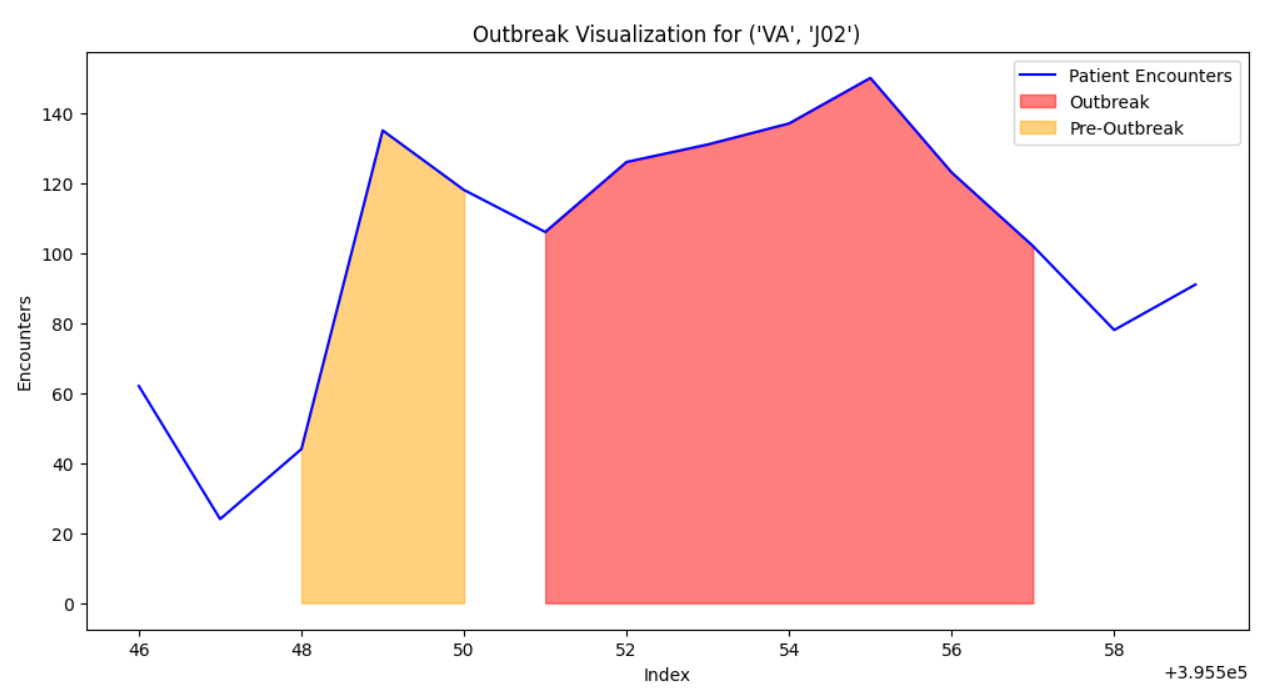 Outbreak Visualization for ('VA', 'J02')
Patient Encounters
Outbreak
Pre-Outbreak
140
120
100
80
60
40
20
0
Encounters
46 48 50 52 54 56 58
Index
+3.955e5